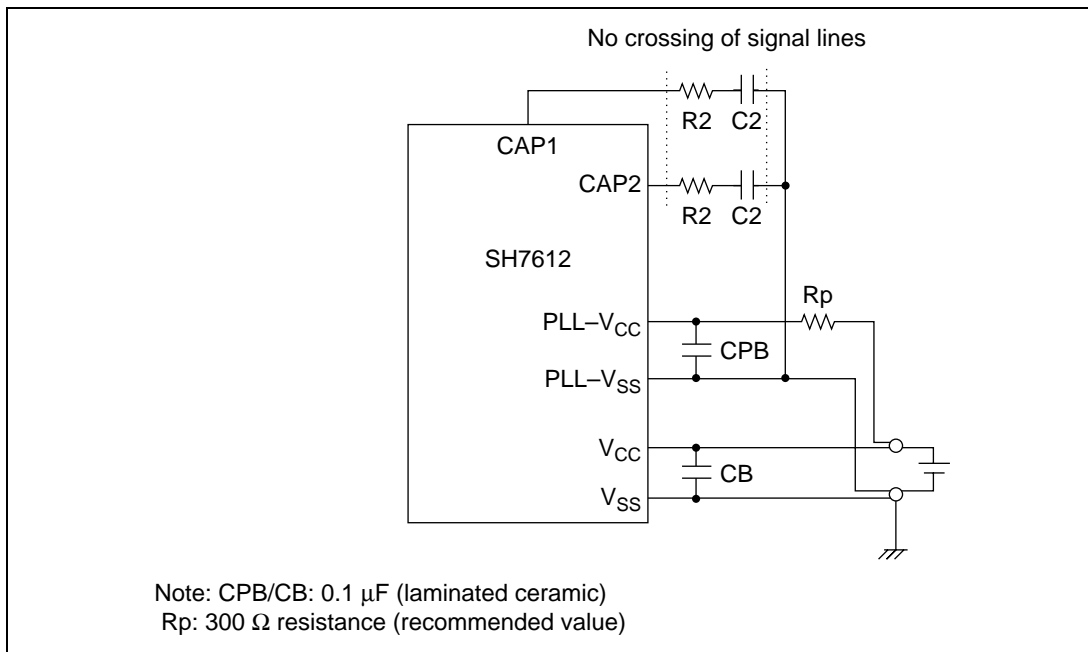 No crossing of signal lines
R2 C2
CAP1
CAP2
R2 C2
SH7612
Rp
PLL–VCC
CPB
PLL–VSS
VCC
CB
VSS
Note: CPB/CB: 0.1 μF (laminated ceramic)
Rp: 300 Ω resistance (recommended value)